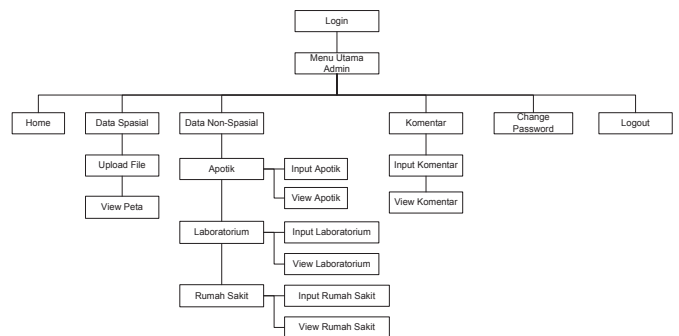 Login
Menu Utama
Admin
Home
Data Spasial
Data Non-Spasial
Komentar
Change
Password
Logout
Upload File
Apotik
Input Apotik
Input Komentar
View Peta
View Apotik
View Komentar
Laboratorium
Input Laboratorium
View Laboratorium
Rumah Sakit
Input Rumah Sakit
View Rumah Sakit